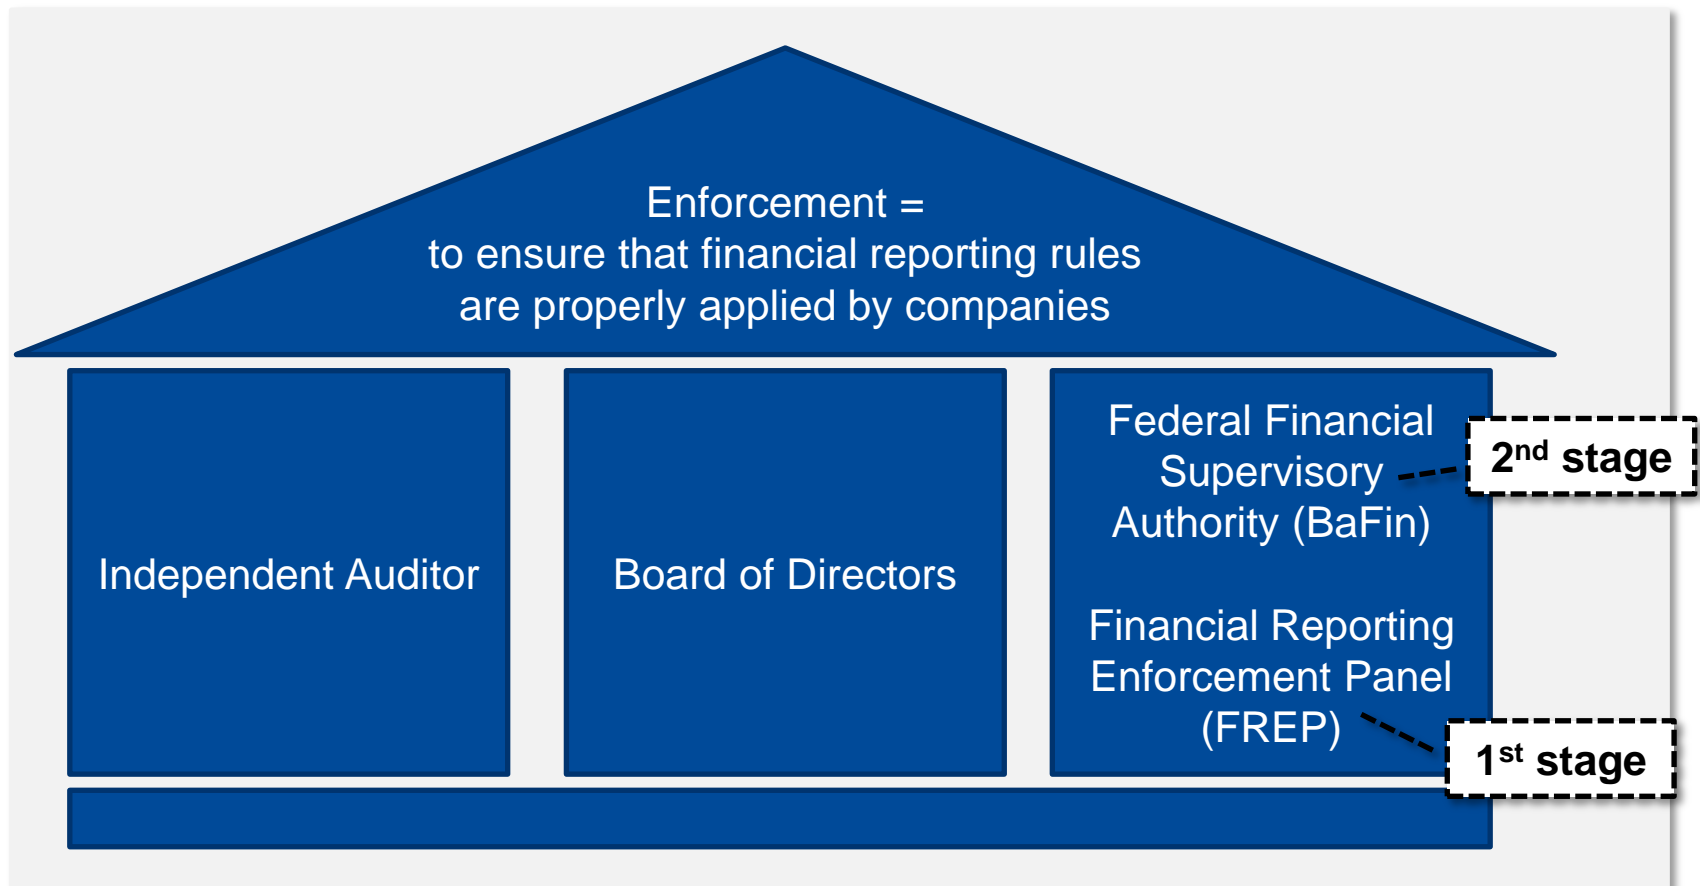 Enforcement =
to ensure that financial reporting rules
are properly applied by companies
Independent Auditor
Board of Directors
Federal Financial
Supervisory
Authority (BaFin)
2nd stage
Financial Reporting
Enforcement Panel
(FREP)
1st stage